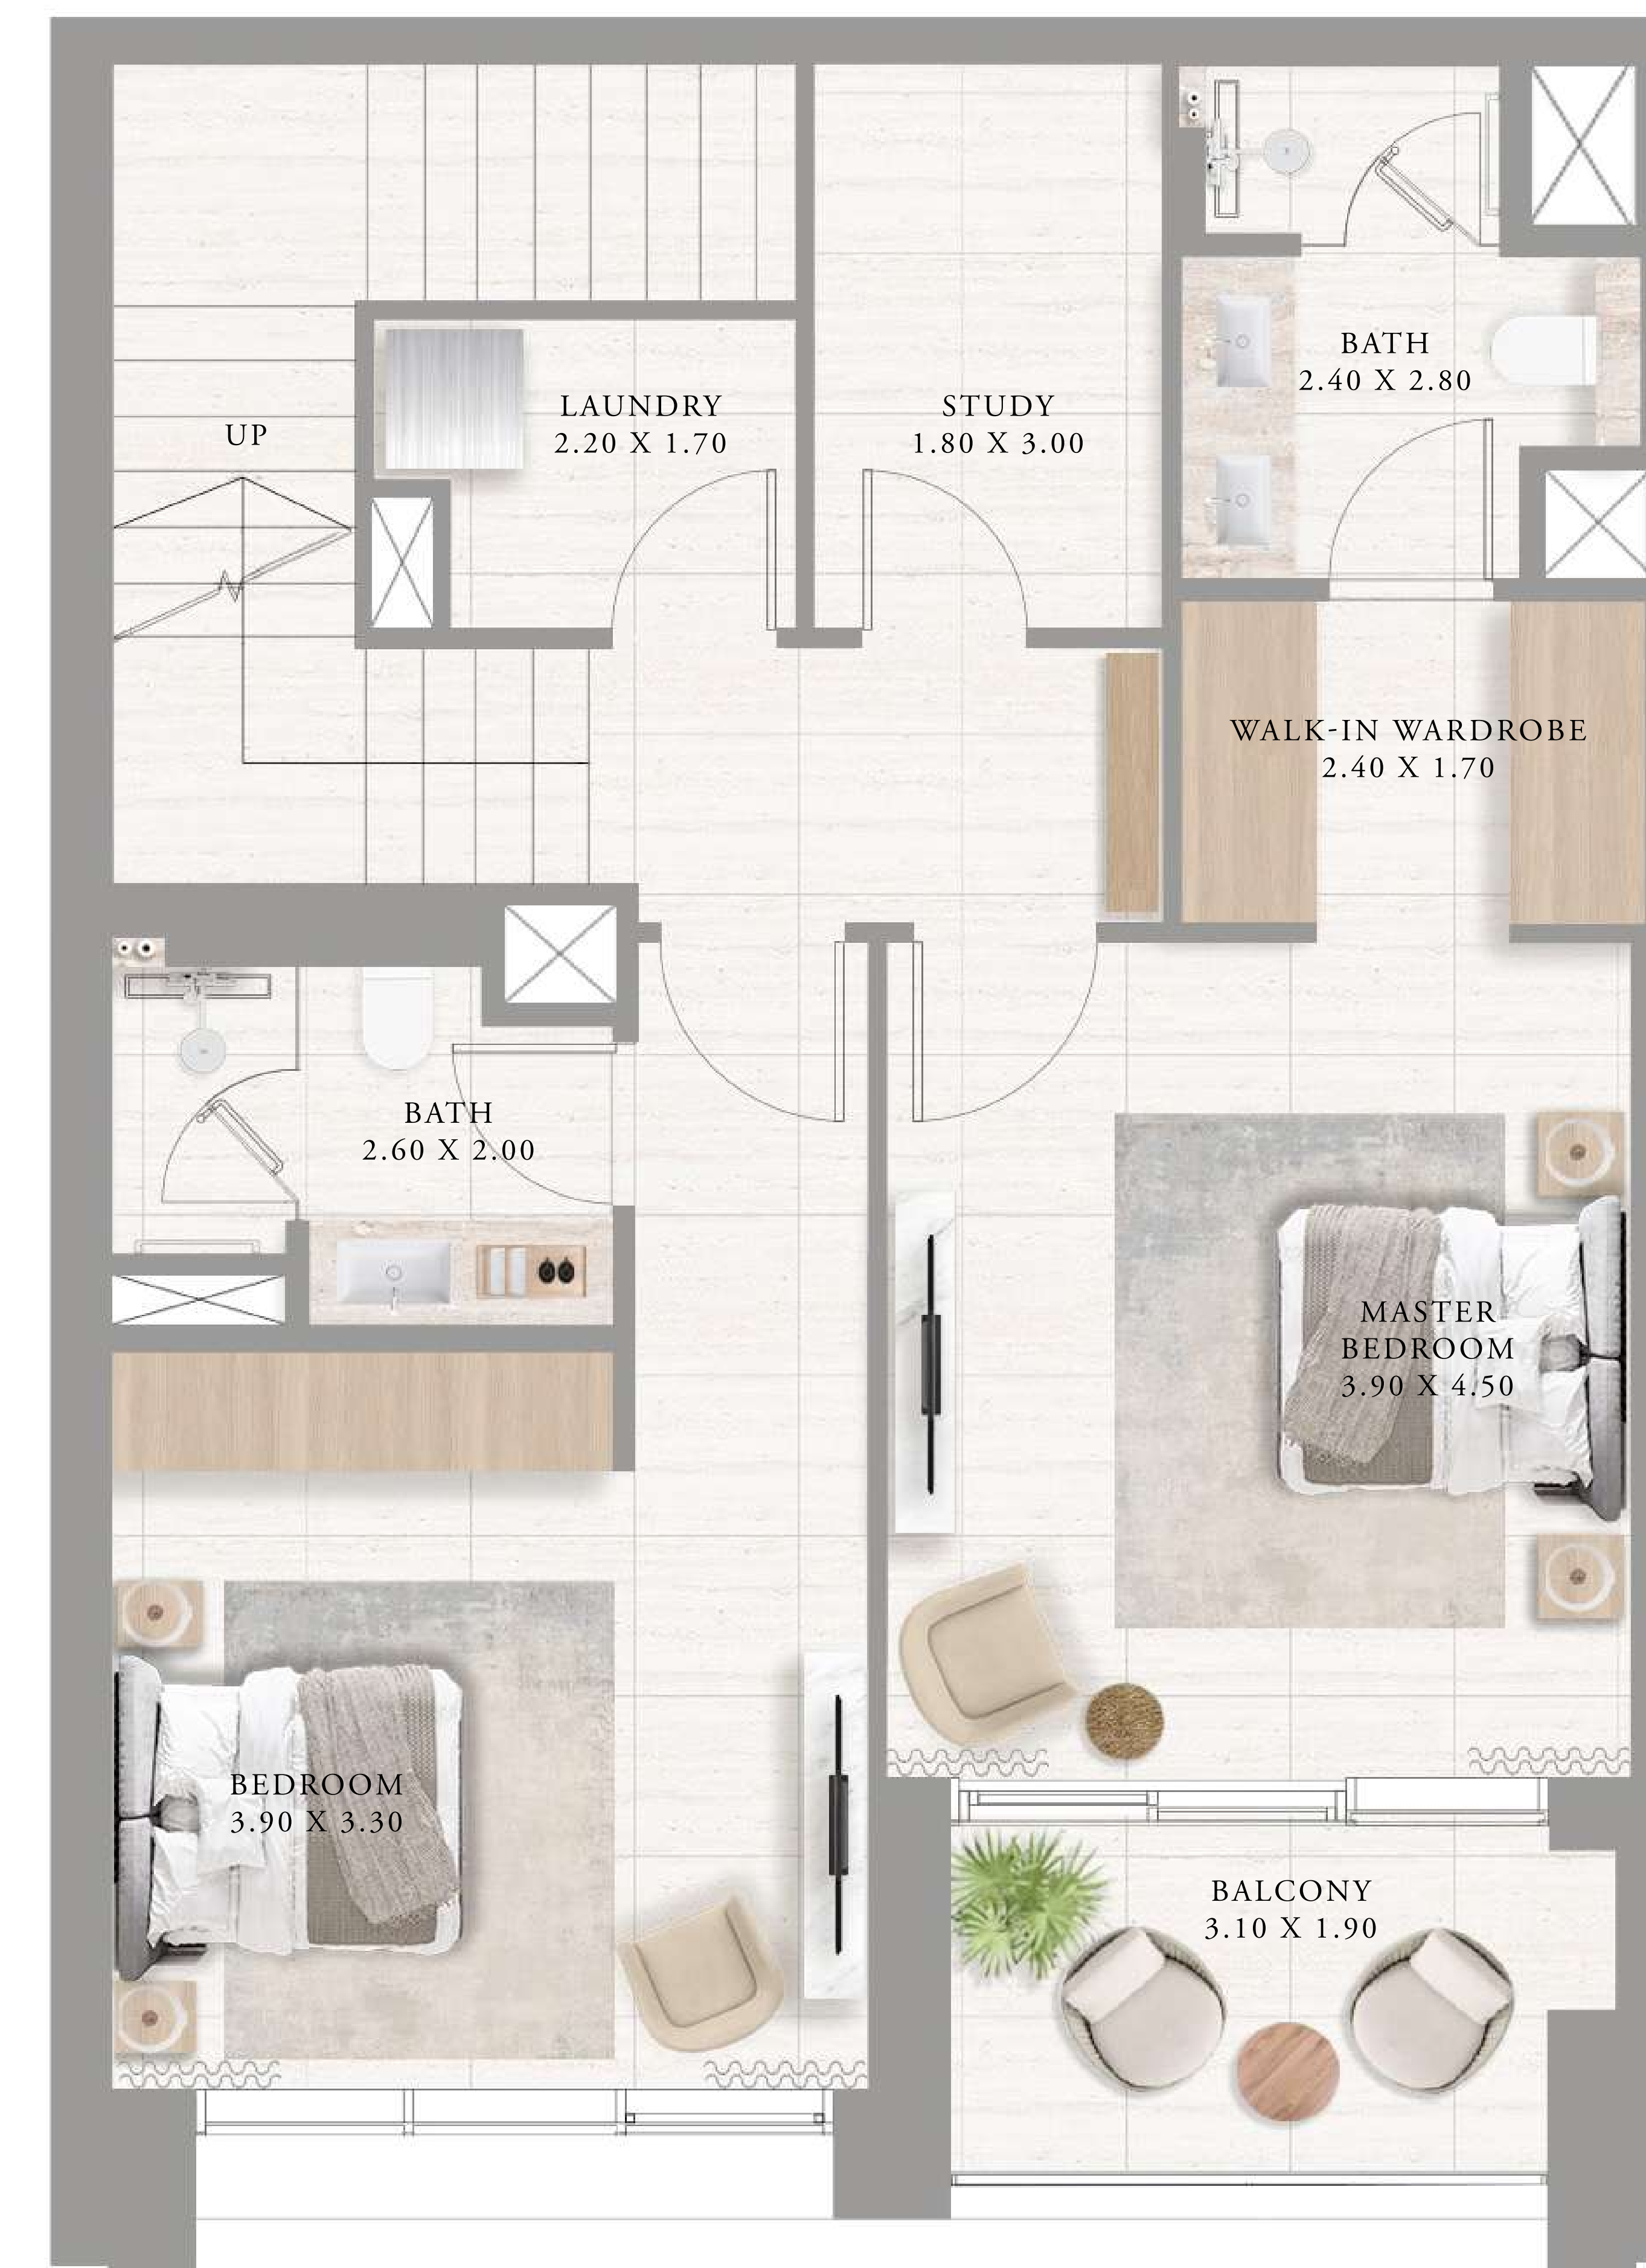 BATH
2.40 X 2.80
LAUNDRY
2.20 X 1.70
STUDY
1.80 X 3.00
UP
WALK-IN WARDROBE
2.40 X 1.70
BATH
2.60 X 2.00
MASTER
BEDROOM
3.90 X 4.50
BEDROOM
3.90 X 3.30
BALCONY
3.10 X 1.90